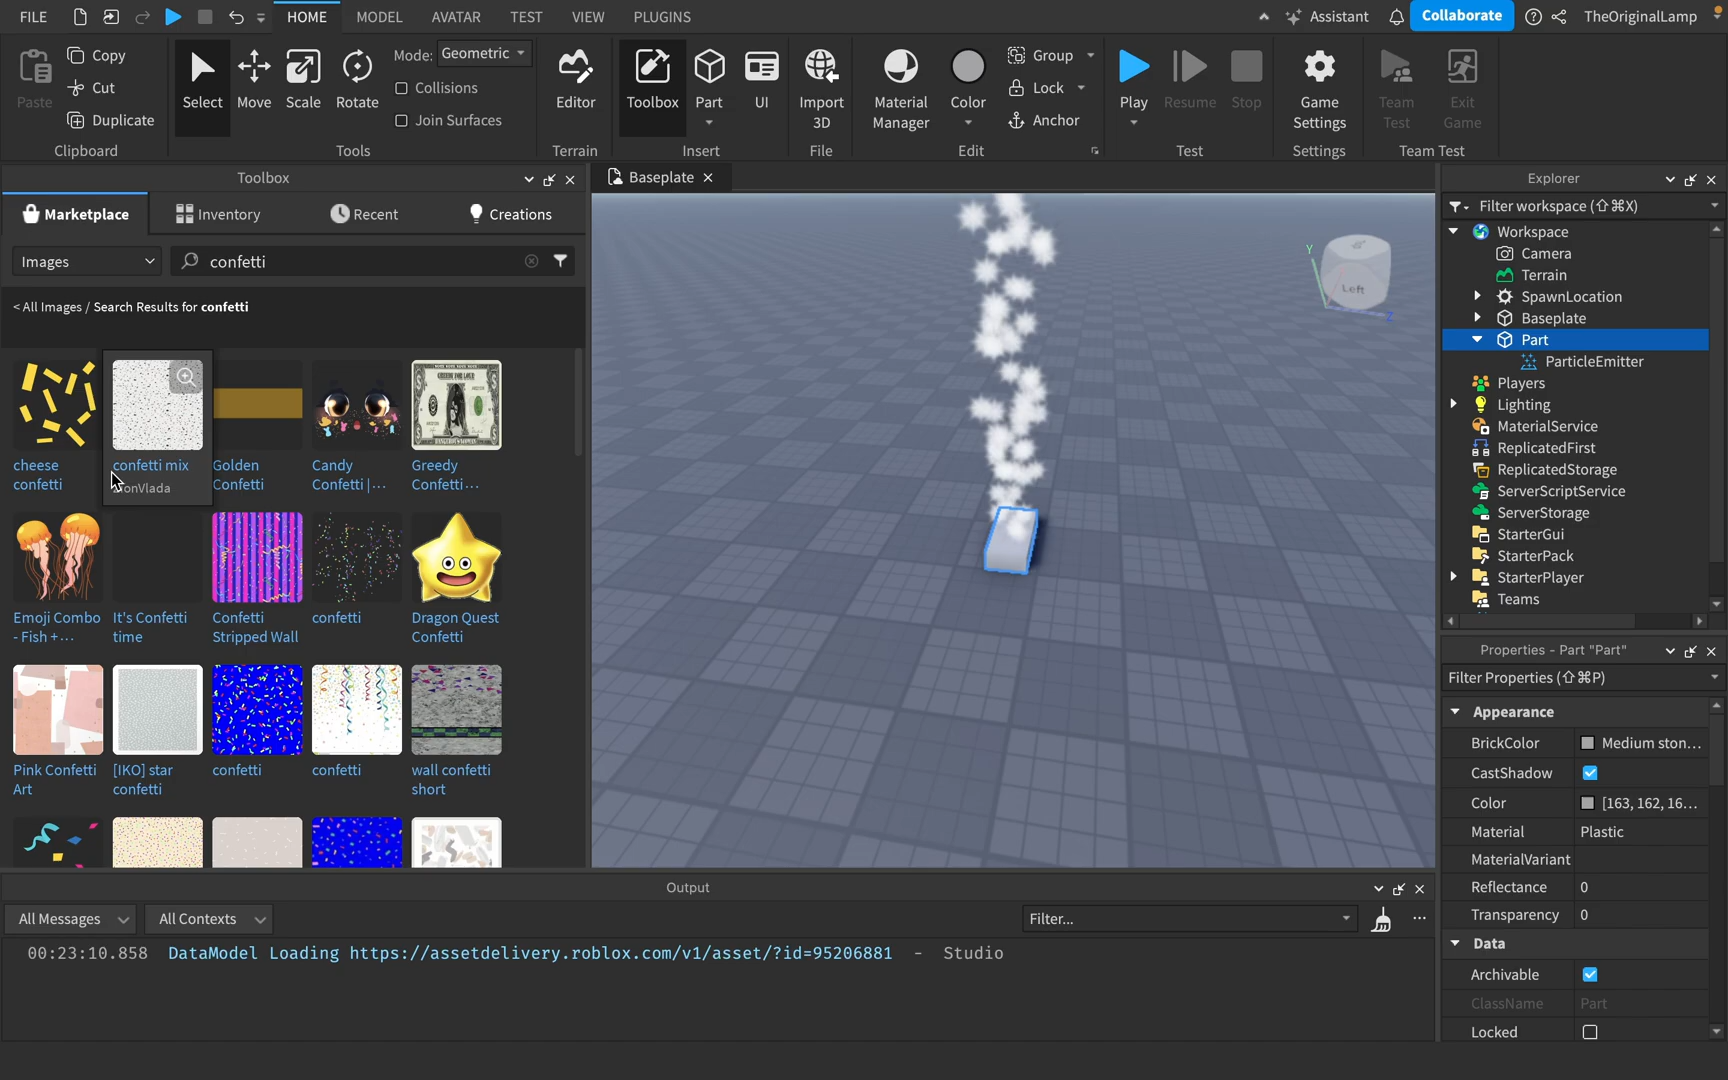 FILE
HOME
MODEL
AVATAR
TEST
VIEW
PLUGINS
Assistant
Collaborate
TheOriginalLamp
Paste
Copy
Cut
Duplicate
Clipboard
Select
Move
Scale
Rotate
Mode: Geometric
Collisions
Join Surfaces
Tools
Editor
Terrain
Toolbox
Part
UI
Insert
Import
3D
File
Material
Manager
Color
Group
Lock
Anchor
Edit
Play
Resume
Stop
Test
Game
Settings
Settings
Team
Test
Exit
Game
Team Test
Toolbox
Marketplace
Inventory
Recent
Creations
Images
confetti
< All Images / Search Results for confetti
cheese
confetti
confetti mix
Golden
Confetti
Candy
Confetti |...
Greedy
Confetti...
Emoji Combo
- Fish +...
It's Confetti
time
Confetti
Stripped Wall
confetti
Dragon Quest
Confetti
Pink Confetti
Art
[IKO] star
confetti
confetti
confetti
wall confetti
short
Baseplate
Y
Left
Z
Explorer
Filter workspace (⇧⌘X)
Workspace
Camera
Terrain
SpawnLocation
Baseplate
Part
ParticleEmitter
Players
Lighting
MaterialService
ReplicatedFirst
ReplicatedStorage
ServerScriptService
ServerStorage
StarterGui
StarterPack
StarterPlayer
Teams
Properties - Part "Part"
Filter Properties (⇧⌘P)
Appearance
BrickColor Medium ston...
CastShadow
Color [163, 162, 16...
Material Plastic
MaterialVariant
Reflectance 0
Transparency 0
Data
Archivable
ClassName Part
Locked
Output
All Messages
All Contexts
Filter...
00:23:10.858 DataModel Loading https://assetdelivery.roblox.com/v1/asset/?id=95206881 - Studio